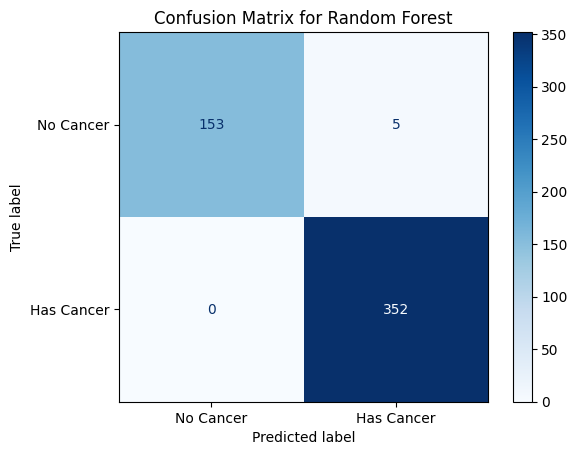 Confusion Matrix for Random Forest
No Cancer
153
5
Has Cancer
0
352
No Cancer
Has Cancer
Predicted label
True label
350
300
250
200
150
100
50
0